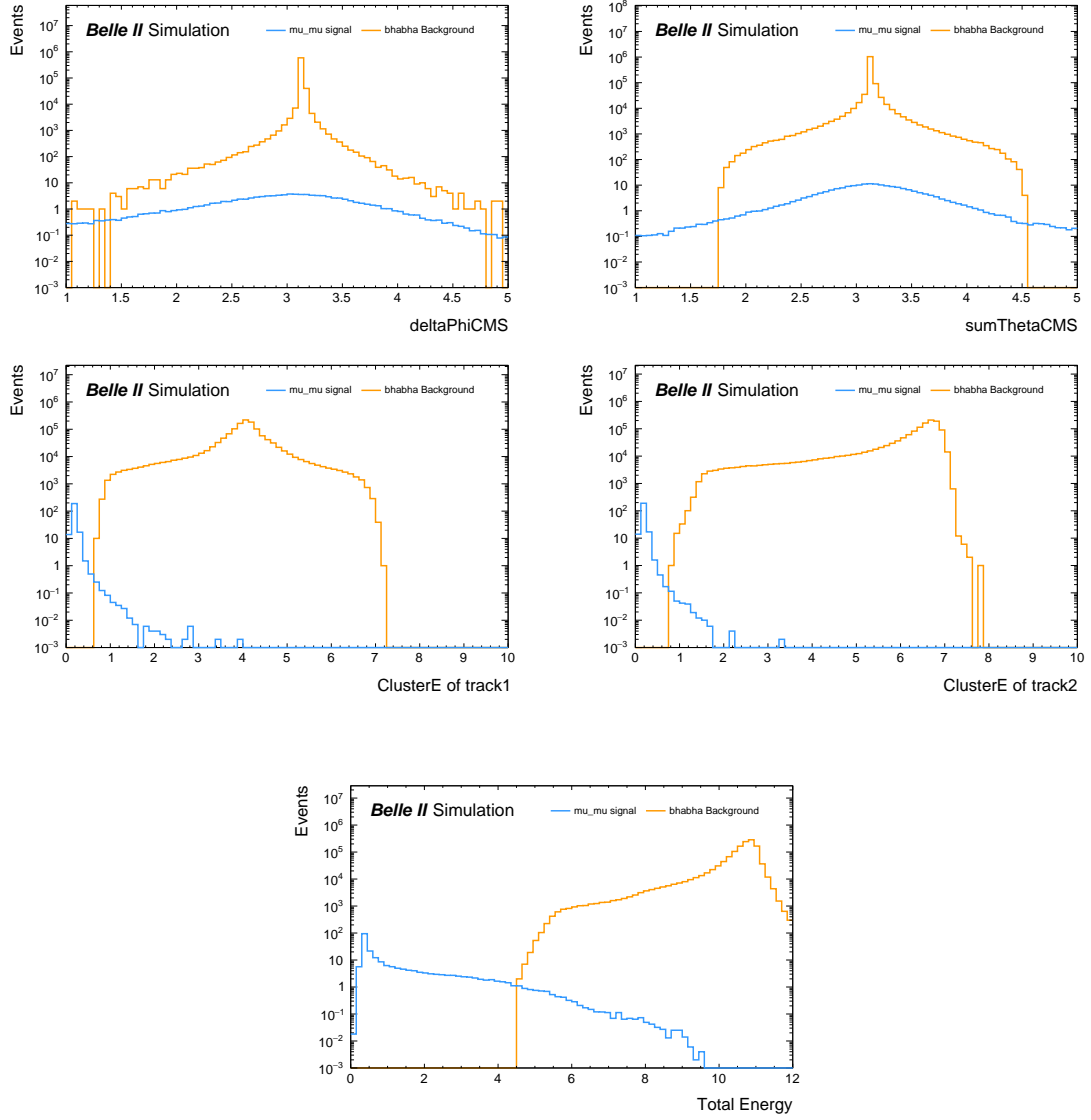 Events
10⁷
10⁶
10⁵
10⁴
10³
10²
10
1
10⁻¹
10⁻²
10⁻³
Belle II Simulation
mu_mu signal
bhabha Background
1 1.5 2 2.5 3 3.5 4 4.5 5
deltaPhiCMS
Events
10⁸
10⁷
10⁶
10⁵
10⁴
10³
10²
10
1
10⁻¹
10⁻²
10⁻³
Belle II Simulation
mu_mu signal
bhabha Background
1 1.5 2 2.5 3 3.5 4 4.5 5
sumThetaCMS
Events
10⁷
10⁶
10⁵
10⁴
10³
10²
10
1
10⁻¹
10⁻²
10⁻³
Belle II Simulation
mu_mu signal
bhabha Background
0 1 2 3 4 5 6 7 8 9 10
ClusterE of track1
Events
10⁷
10⁶
10⁵
10⁴
10³
10²
10
1
10⁻¹
10⁻²
10⁻³
Belle II Simulation
mu_mu signal
bhabha Background
0 1 2 3 4 5 6 7 8 9 10
ClusterE of track2
Events
10⁷
10⁶
10⁵
10⁴
10³
10²
10
1
10⁻¹
10⁻²
10⁻³
Belle II Simulation
mu_mu signal
bhabha Background
0 2 4 6 8 10 12
Total Energy